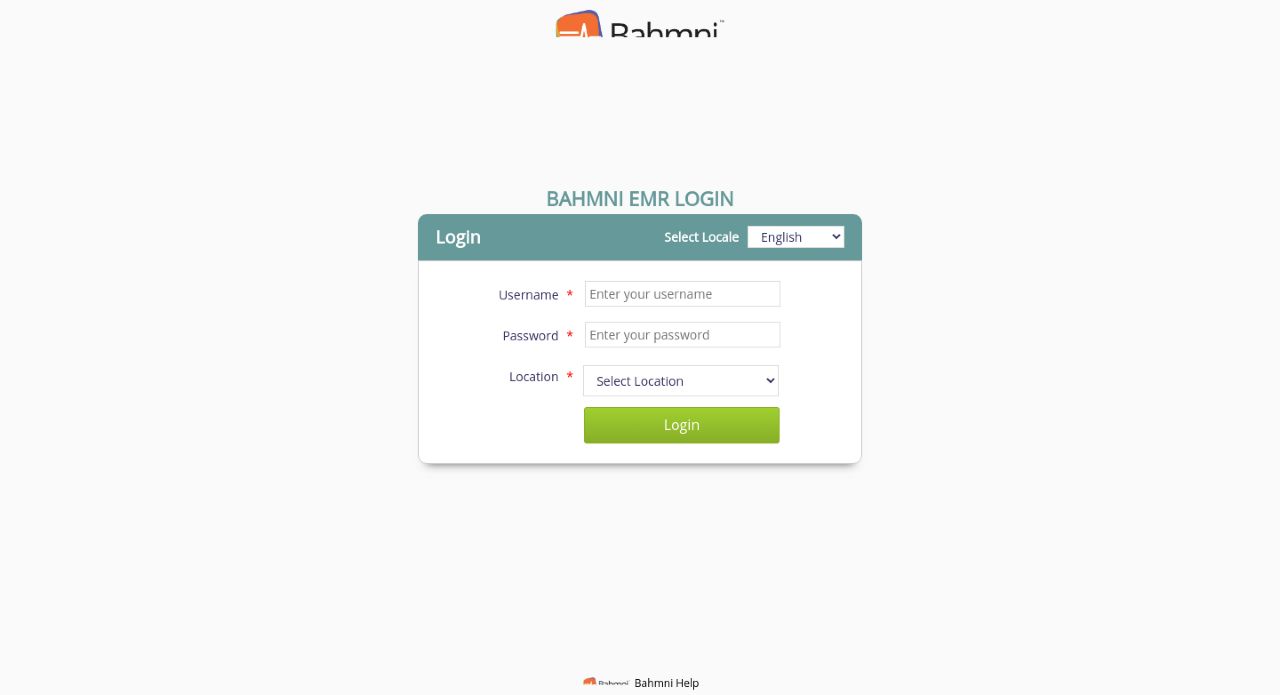 Bahmni™
BAHMNI EMR LOGIN
Login
Select Locale English
Username * Enter your username
Password * Enter your password
Location * Select Location
Login
Bahmni Bahmni Help